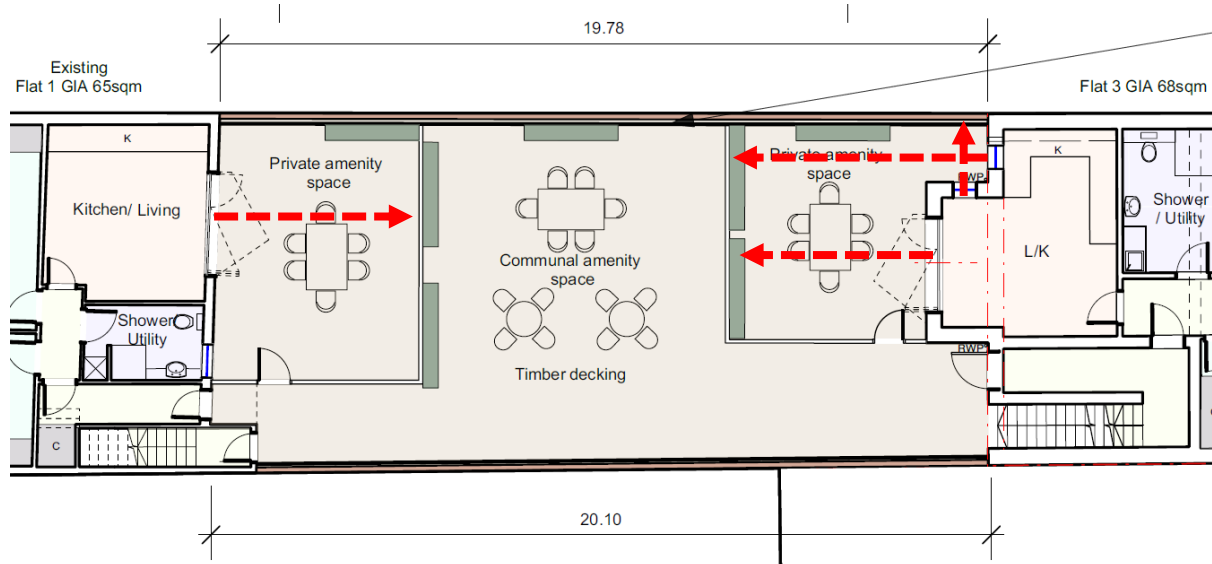 19.78
Existing
Flat 1 GIA 65sqm
Flat 3 GIA 68sqm
K
Private amenity
space
Private amenity
space
K
RWP
Kitchen/ Living
Shower
/ Utility
Communal amenity
space
L/K
Shower
Utility
RWP
Timber decking
C
20.10